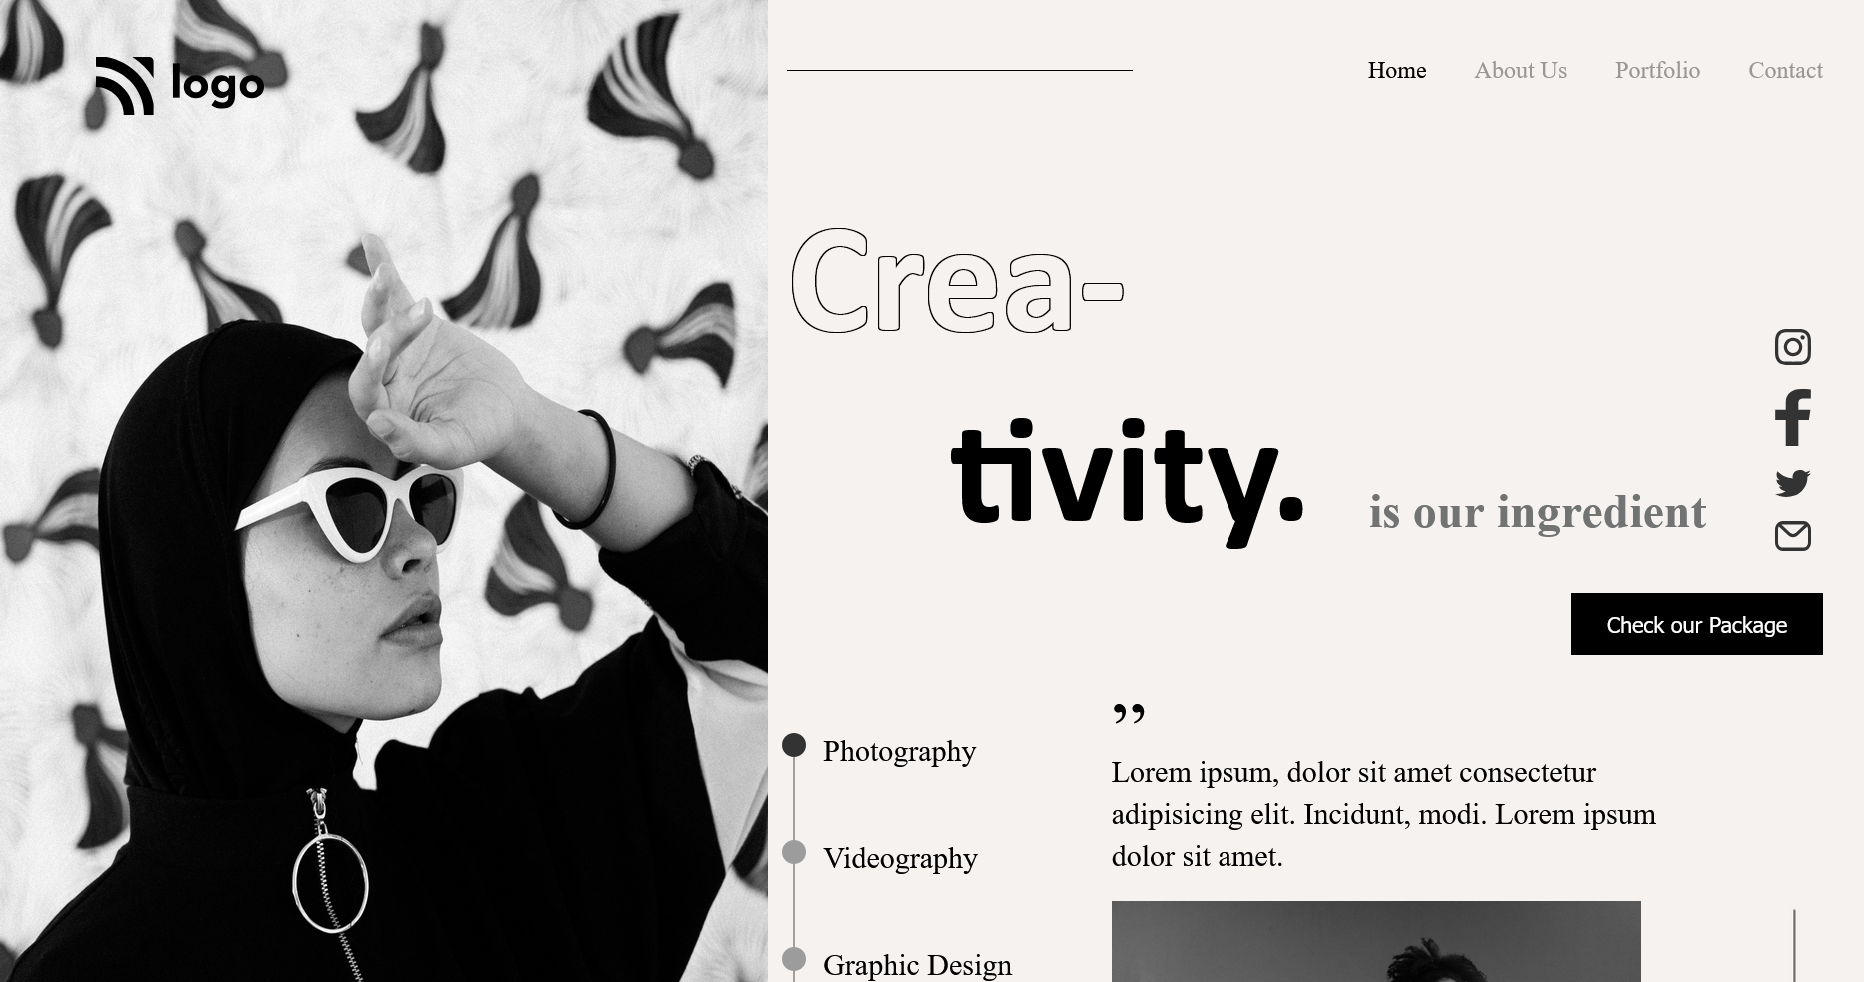 logo
Home About Us Portfolio Contact
Crea-
tivity.
is our ingredient
Check our Package
Photography
Videography
Graphic Design
”
Lorem ipsum, dolor sit amet consectetur
adipisicing elit. Incidunt, modi. Lorem ipsum
dolor sit amet.